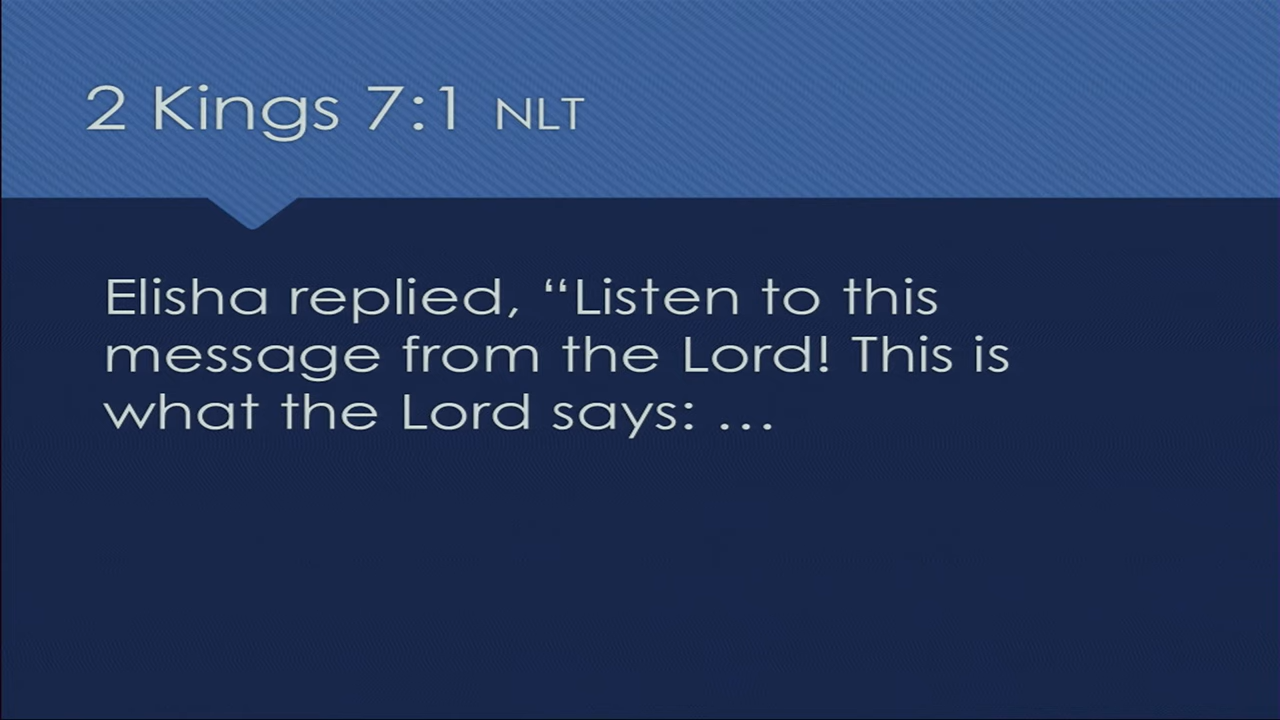 2 Kings 7:1 NLT
Elisha replied, “Listen to this
message from the Lord! This is
what the Lord says: …